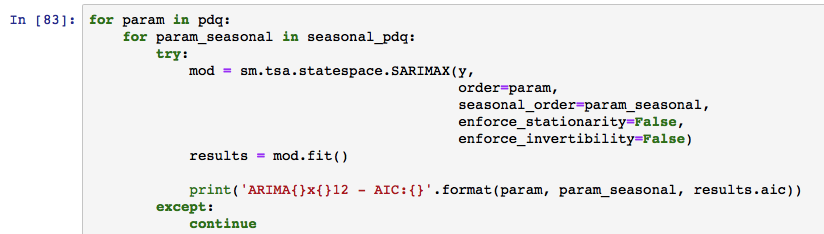 In [83]: for param in pdq:
    for param_seasonal in seasonal_pdq:
        try:
            mod = sm.tsa.statespace.SARIMAX(y,
                                            order=param,
                                            seasonal_order=param_seasonal,
                                            enforce_stationarity=False,
                                            enforce_invertibility=False)
            results = mod.fit()
            print('ARIMA{}x{}12 - AIC:{}'.format(param, param_seasonal, results.aic))
        except:
            continue